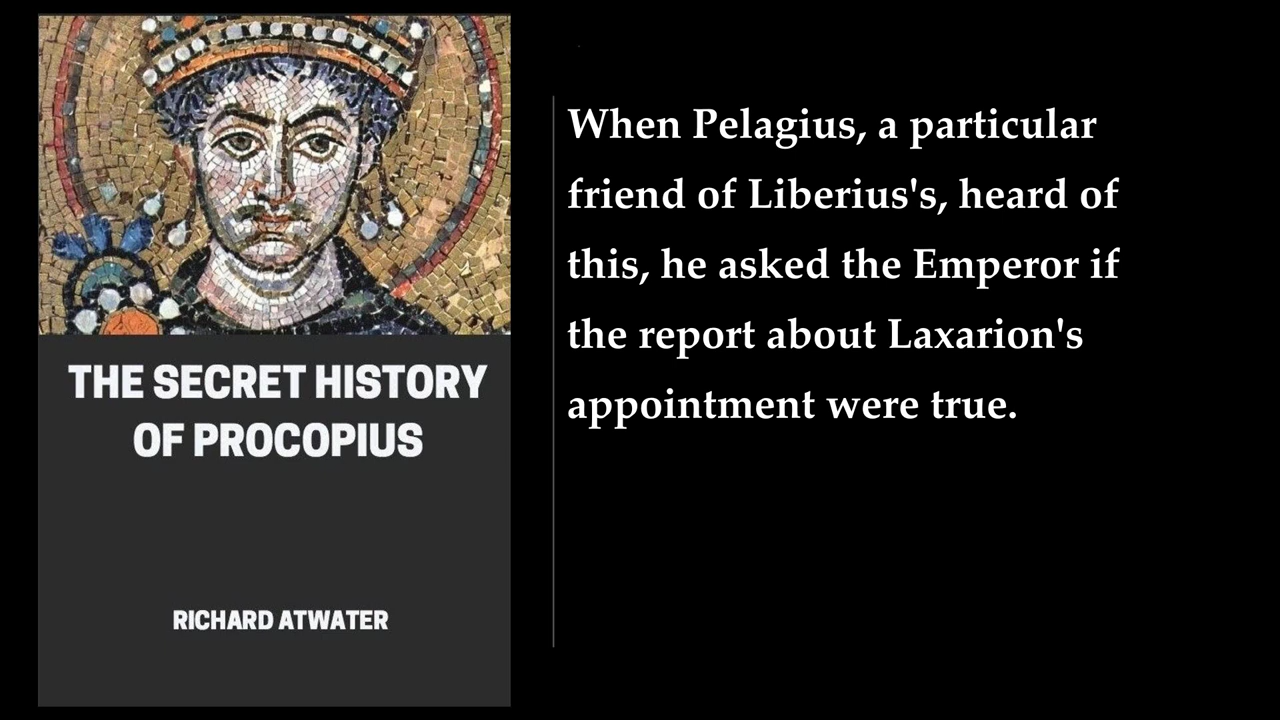 THE SECRET HISTORY
OF PROCOPIUS
RICHARD ATWATER
When Pelagius, a particular
friend of Liberius's, heard of
this, he asked the Emperor if
the report about Laxarion's
appointment were true.